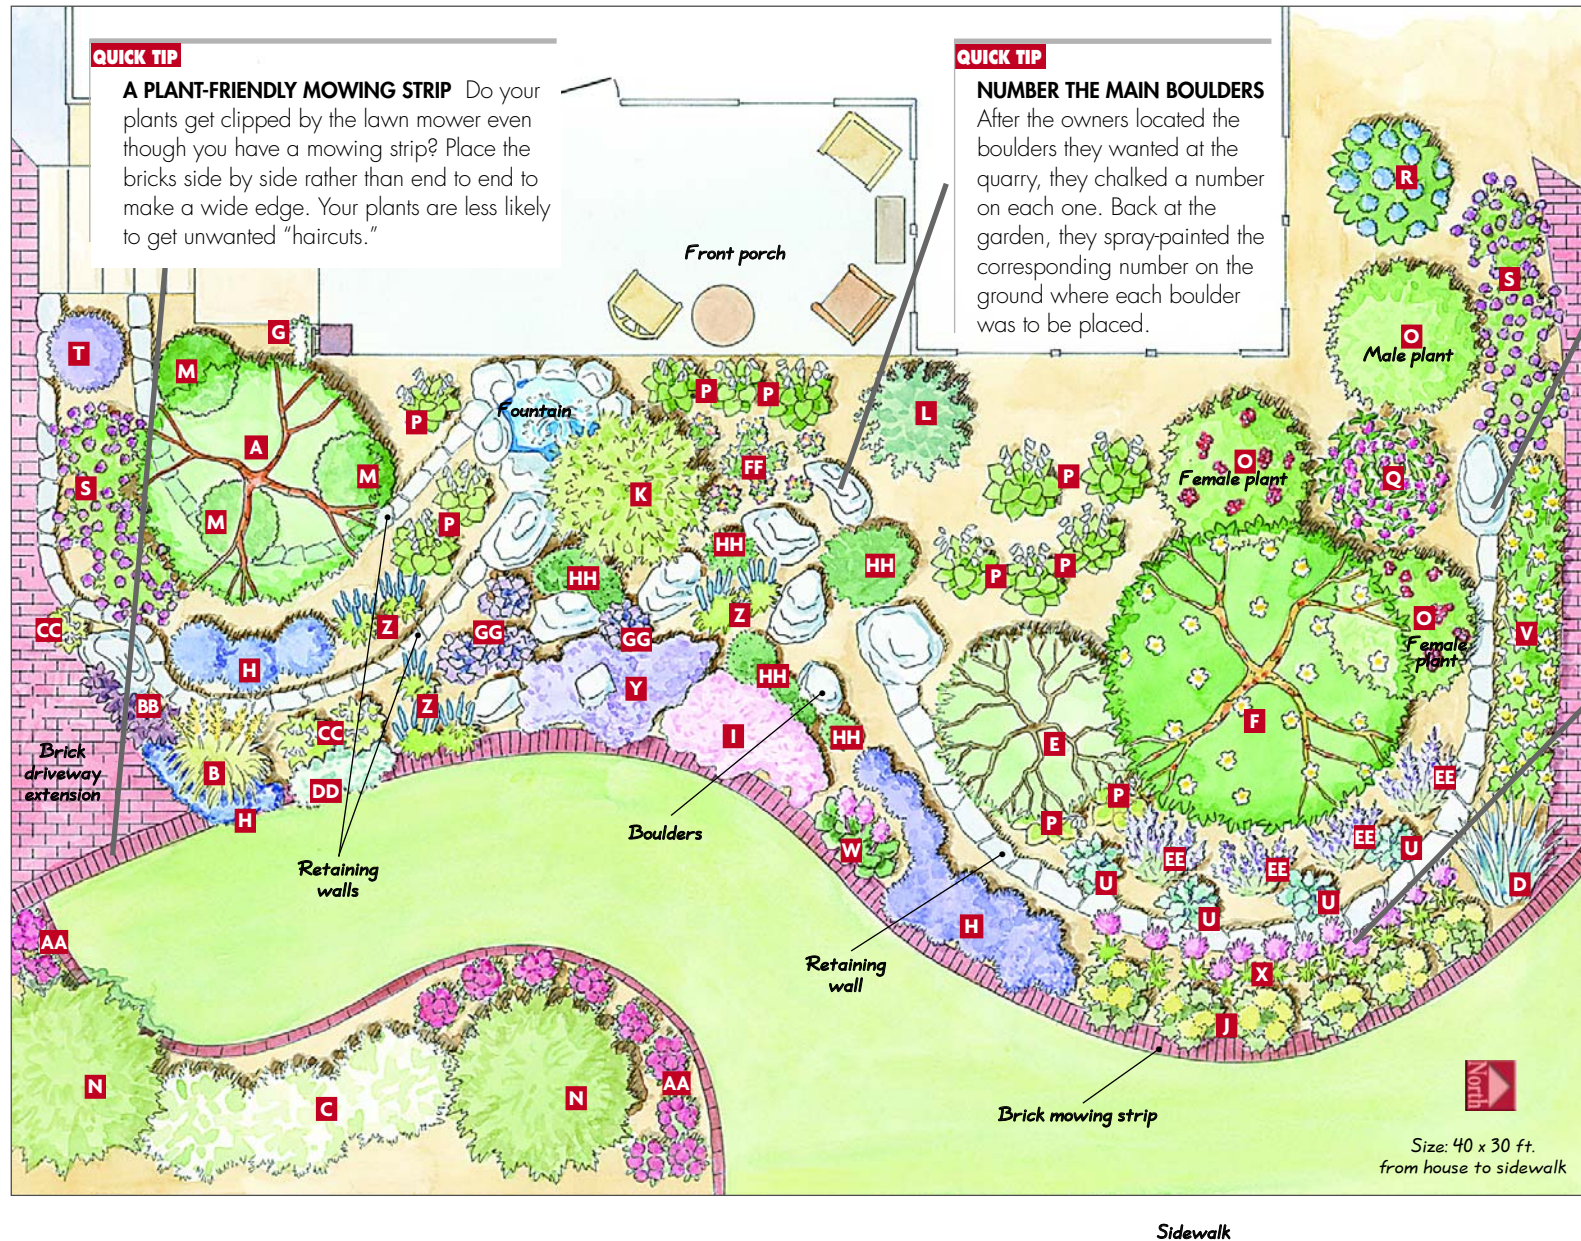 QUICK TIP
A PLANT-FRIENDLY MOWING STRIP Do your
plants get clipped by the lawn mower even
though you have a mowing strip? Place the
bricks side by side rather than end to end to
make a wide edge. Your plants are less likely
to get unwanted “haircuts.”
QUICK TIP
NUMBER THE MAIN BOULDERS
After the owners located the
boulders they wanted at the
quarry, they chalked a number
on each one. Back at the
garden, they spray-painted the
corresponding number on the
ground where each boulder
was to be placed.
Front porch
R
S
G
O
Male plant
T
M
P
P
P
Fountain
L
A
M
S
M
P
K
FF
P
O
Female plant
Q
HH
HH
HH
P
P
CC
Z
GG
GG
Z
O
Female
plant
V
H
HH
Y
BB
Z
CC
I
HH
E
F
Brick
driveway
extension
B
DD
H
Boulders
EE
P
P
W
Retaining
walls
EE
EE
EE
U
U
U
U
D
AA
H
Retaining
wall
X
J
N
C
N
AA
Brick mowing strip
North
Size: 40 x 30 ft.
from house to sidewalk
Sidewalk